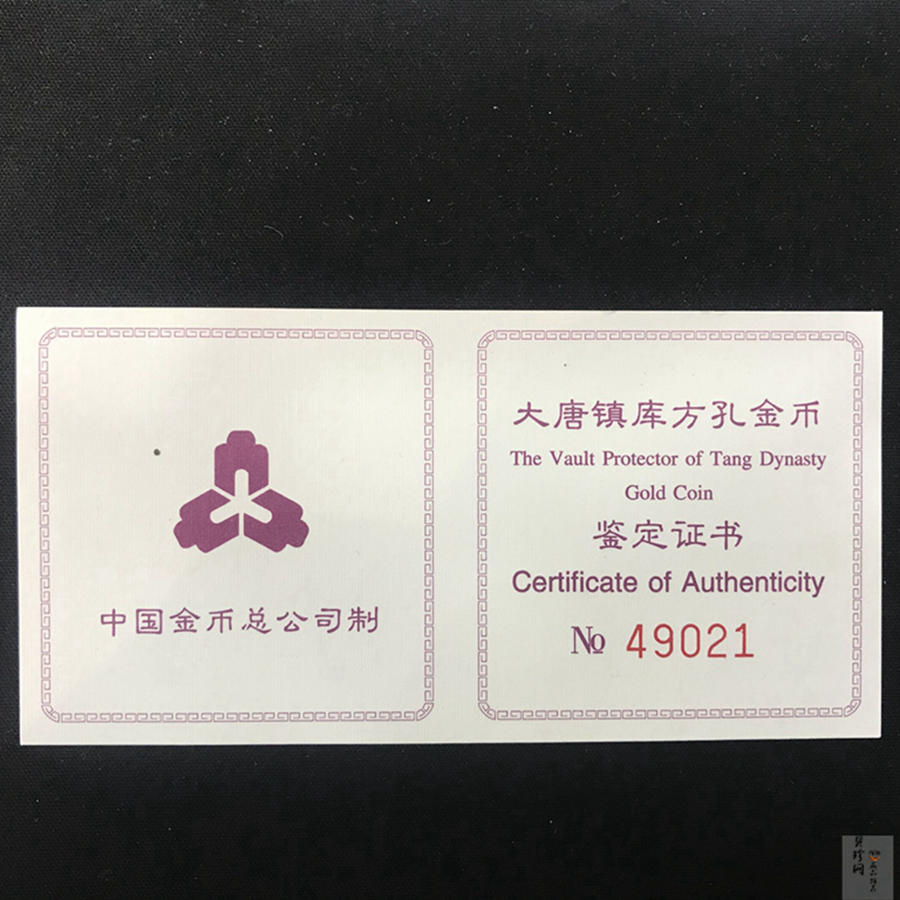 中国金币总公司制
大唐镇库方孔金币
The Vault Protector of Tang Dynasty
Gold Coin
鉴定证书
Certificate of Authenticity
№ 49021